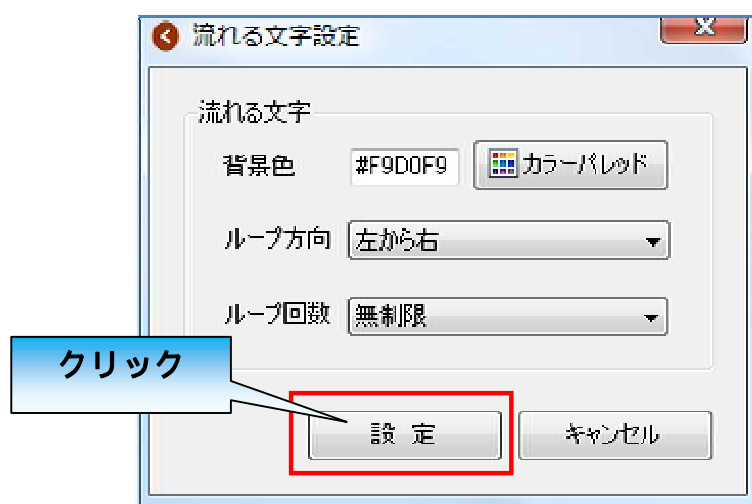 流れる文字設定
流れる文字
背景色 #F9D0F9 カラーパレッド
ループ方向 左から右
ループ回数 無制限
クリック
設 定 キャンセル